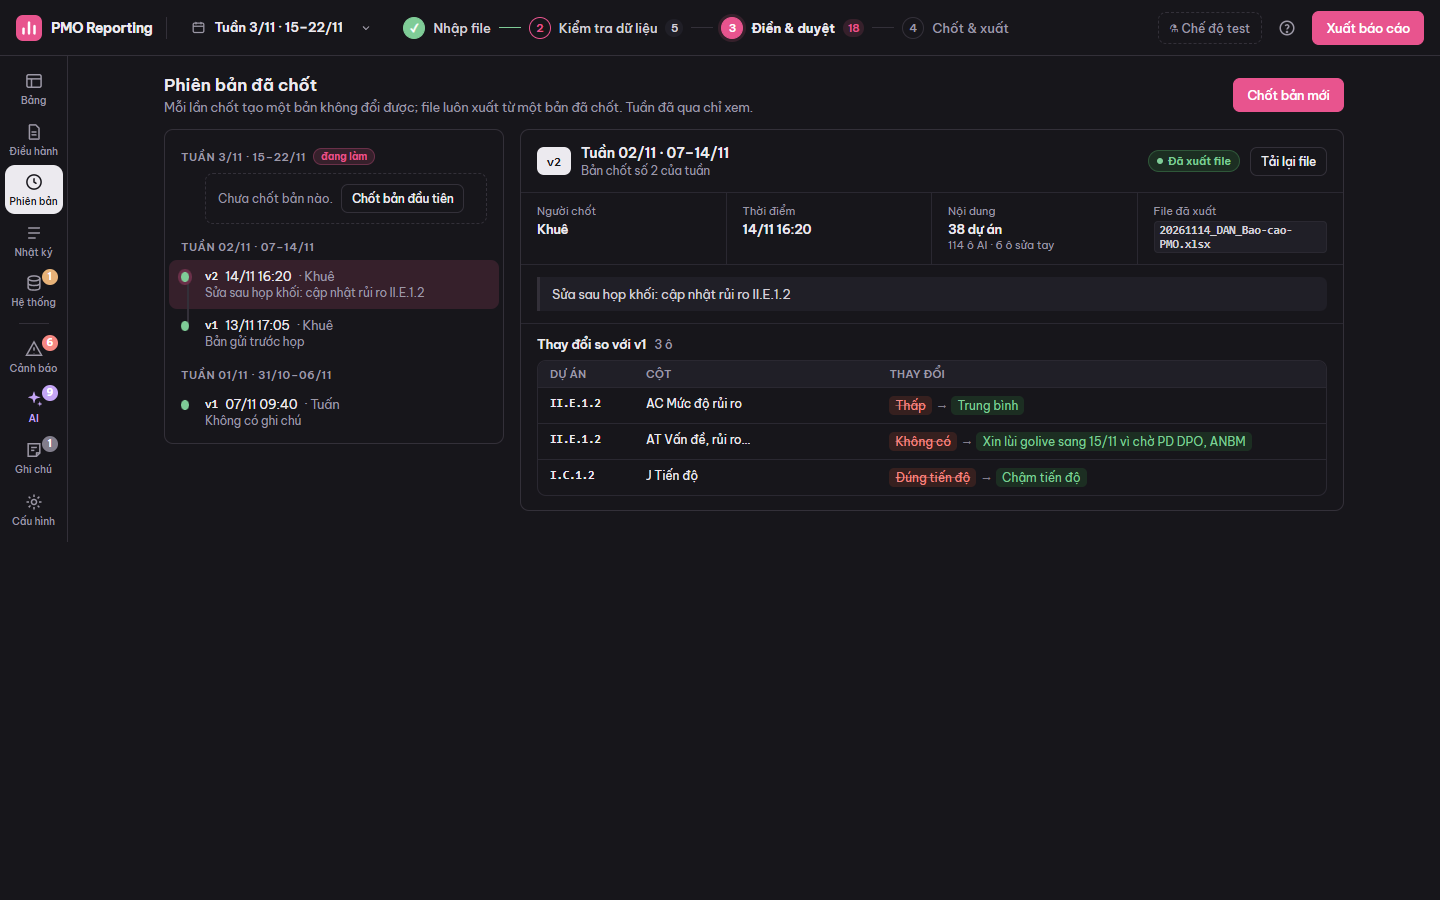 PMO Reporting
Tuần 3/11 · 15–22/11
Nhập file
2 Kiểm tra dữ liệu 5
3 Điền & duyệt 18
4 Chốt & xuất
Chế độ test
Xuất báo cáo
Bảng
Điều hành
Phiên bản
Nhật ký
1
Hệ thống
6
Cảnh báo
9
AI
1
Ghi chú
Cấu hình
Phiên bản đã chốt
Mỗi lần chốt tạo một bản không đổi được; file luôn xuất từ một bản đã chốt. Tuần đã qua chỉ xem.
Chốt bản mới
TUẦN 3/11 · 15–22/11 đang làm
Chưa chốt bản nào. Chốt bản đầu tiên
TUẦN 02/11 · 07–14/11
v2 14/11 16:20 · Khuê
Sửa sau họp khối: cập nhật rủi ro II.E.1.2
v1 13/11 17:05 · Khuê
Bản gửi trước họp
TUẦN 01/11 · 31/10–06/11
v1 07/11 09:40 · Tuấn
Không có ghi chú
v2
Tuần 02/11 · 07–14/11
Bản chốt số 2 của tuần
Đã xuất file
Tải lại file
Người chốt
Khuê
Thời điểm
14/11 16:20
Nội dung
38 dự án
114 ô AI · 6 ô sửa tay
File đã xuất
20261114_DAN_Bao-cao-
PMO.xlsx
Sửa sau họp khối: cập nhật rủi ro II.E.1.2
Thay đổi so với v1 3 ô
DỰ ÁN CỘT THAY ĐỔI
II.E.1.2 AC Mức độ rủi ro Thấp → Trung bình
II.E.1.2 AT Vấn đề, rủi ro... Không có → Xin lùi golive sang 15/11 vì chờ PD DPO, ANBM
I.C.1.2 J Tiến độ Đúng tiến độ → Chậm tiến độ